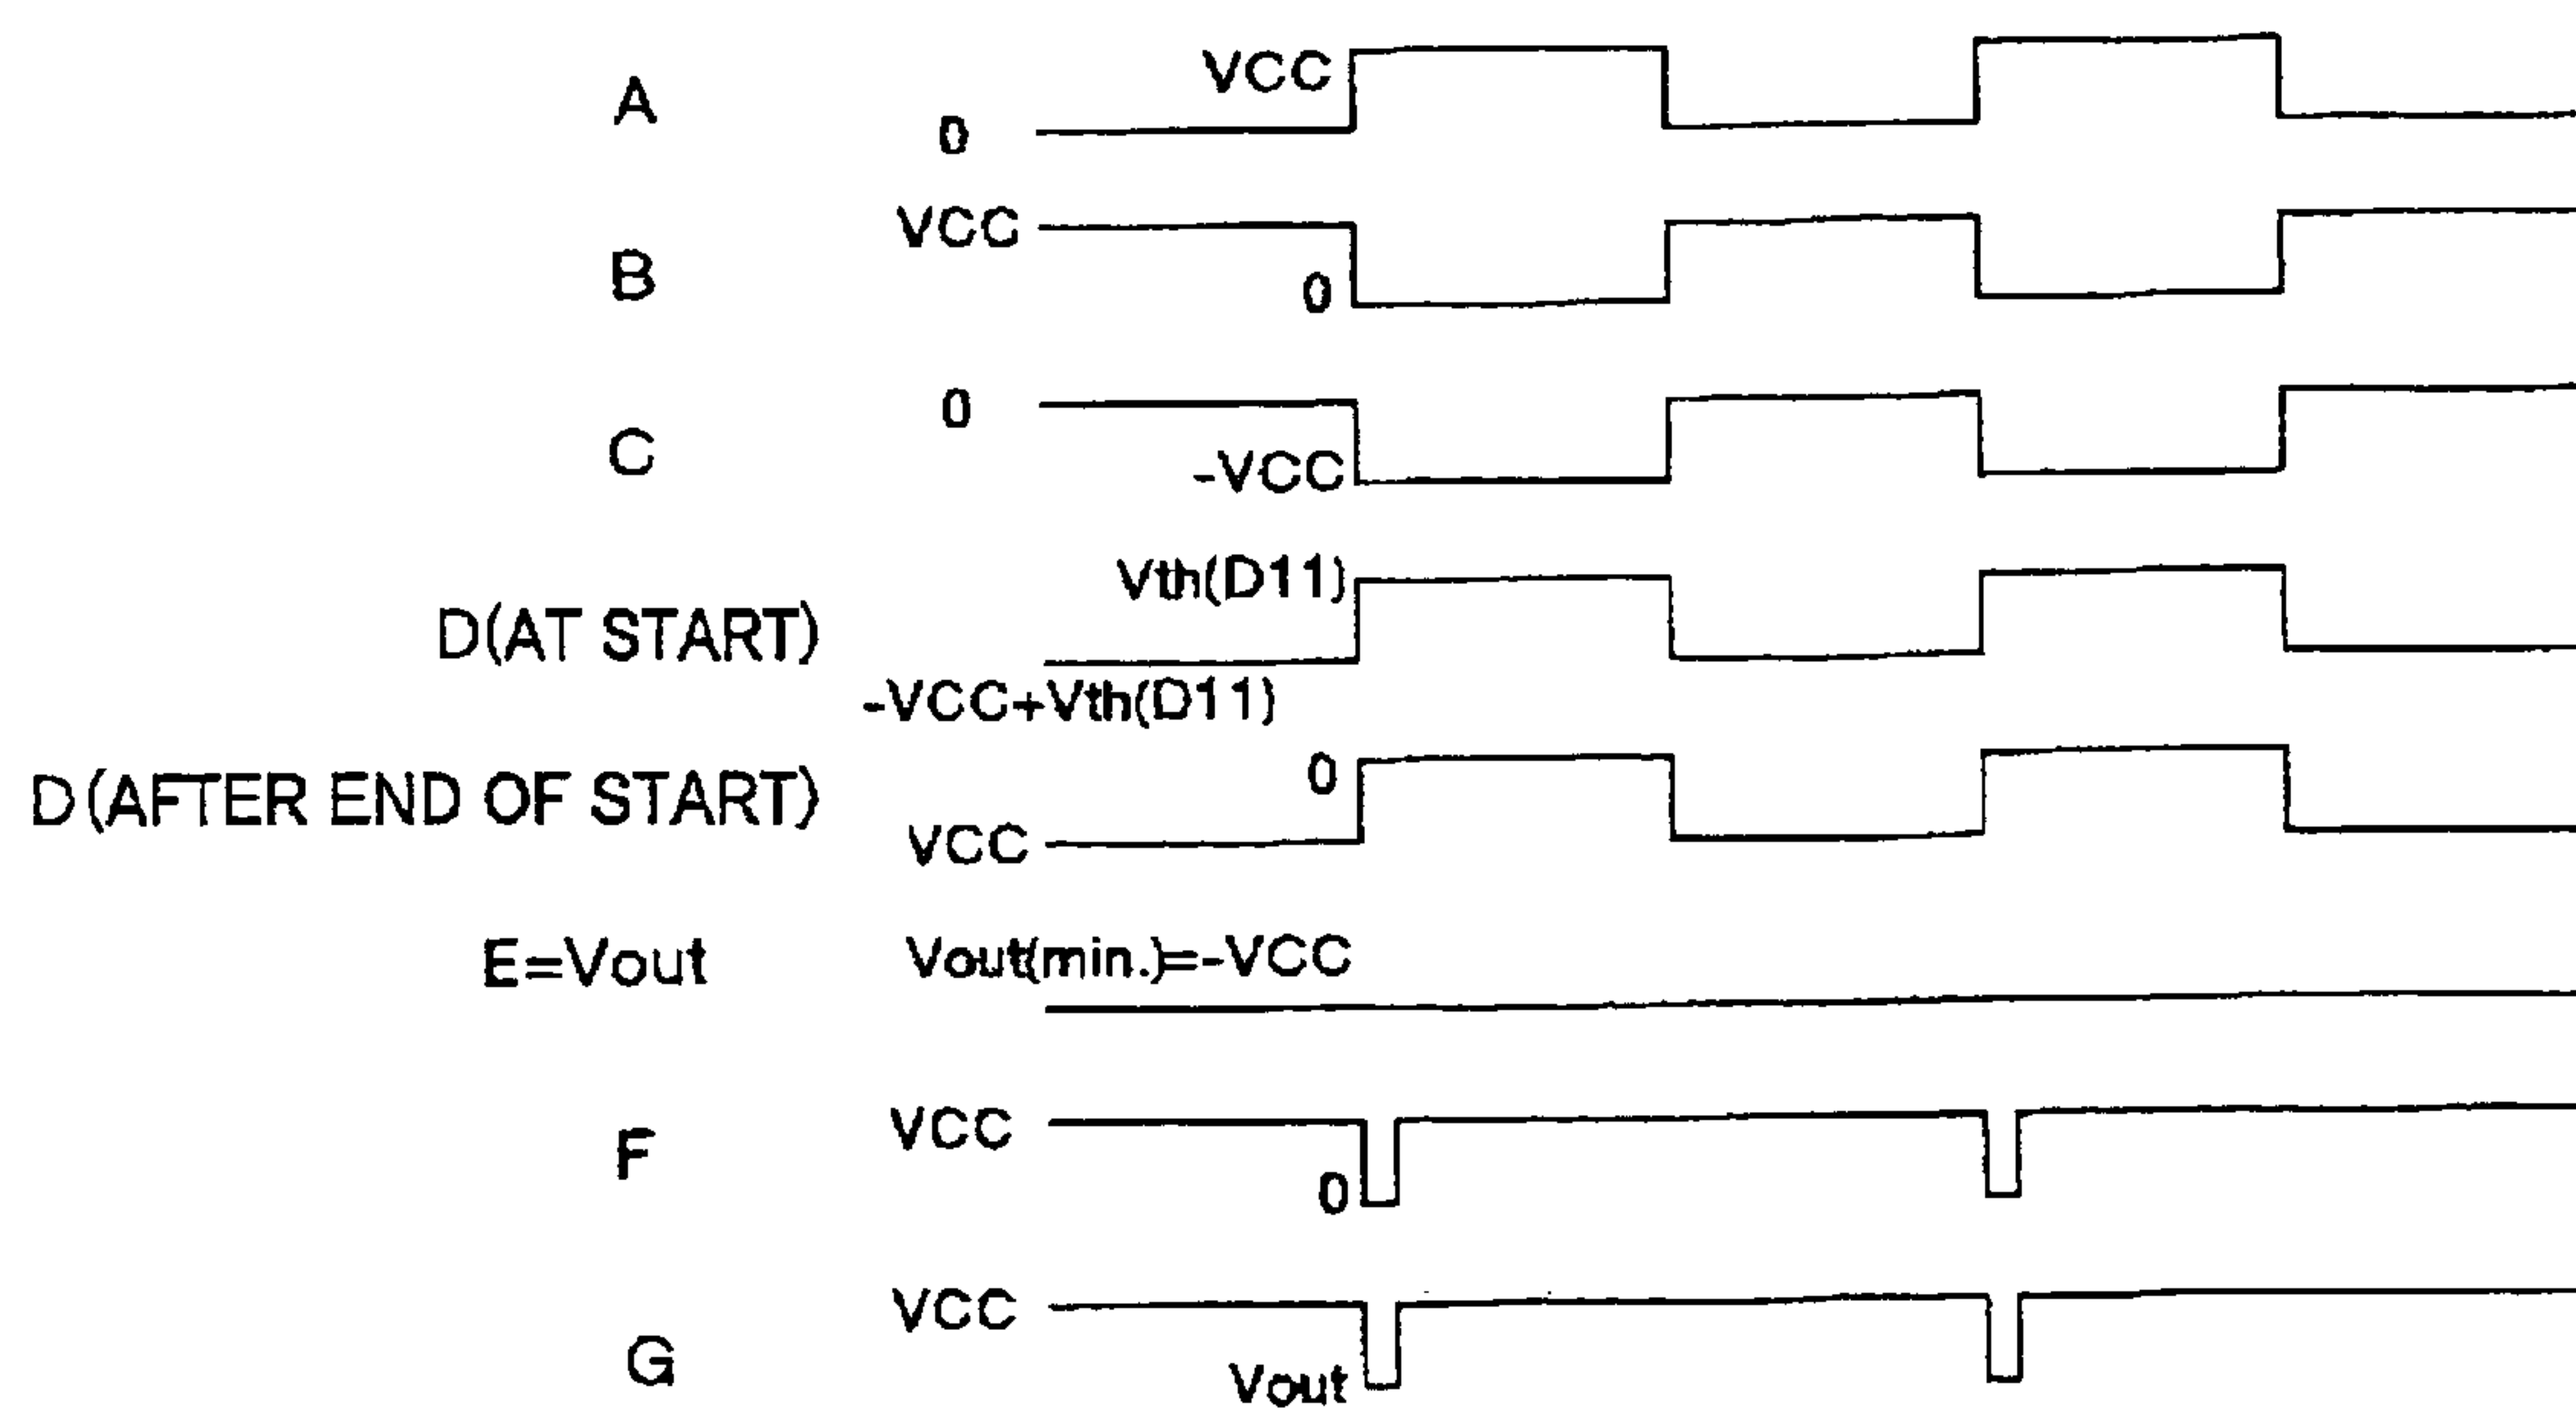 A
VCC
0
B
VCC
0
C
0
-VCC
D(AT START)
Vth(D11)
-VCC+Vth(D11)
D(AFTER END OF START)
0
VCC
E=Vout
Vout(min.)=-VCC
F
VCC
0
G
VCC
Vout